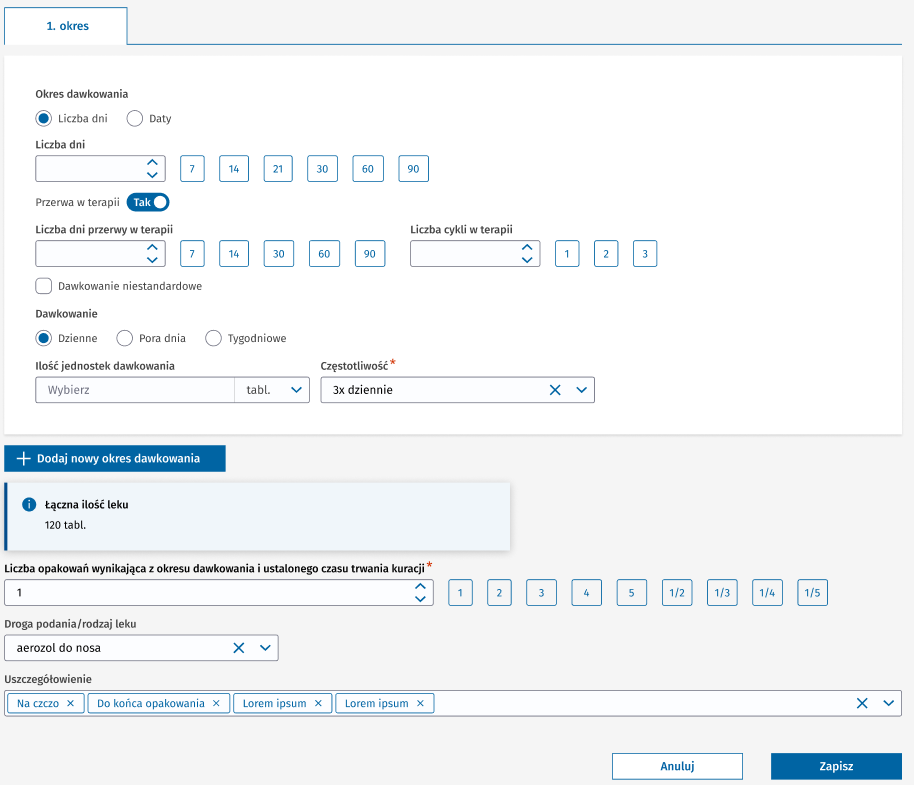 1. okres
Okres dawkowania
Liczba dni Daty
Liczba dni
7 14 21 30 60 90
Przerwa w terapii Tak
Liczba dni przerwy w terapii Liczba cykli w terapii
7 14 30 60 90 1 2 3
Dawkowanie niestandardowe
Dawkowanie
Dzienne Pora dnia Tygodniowe
Ilość jednostek dawkowania Częstotliwość*
Wybierz tabl. 3x dziennie
Dodaj nowy okres dawkowania
Łączna ilość leku
120 tabl.
Liczba opakowań wynikająca z okresu dawkowania i ustalonego czasu trwania kuracji*
1 1 2 3 4 5 1/2 1/3 1/4 1/5
Droga podania/rodzaj leku
aerozol do nosa
Uszczegółowienie
Na czczo Do końca opakowania Lorem ipsum Lorem ipsum
Anuluj Zapisz